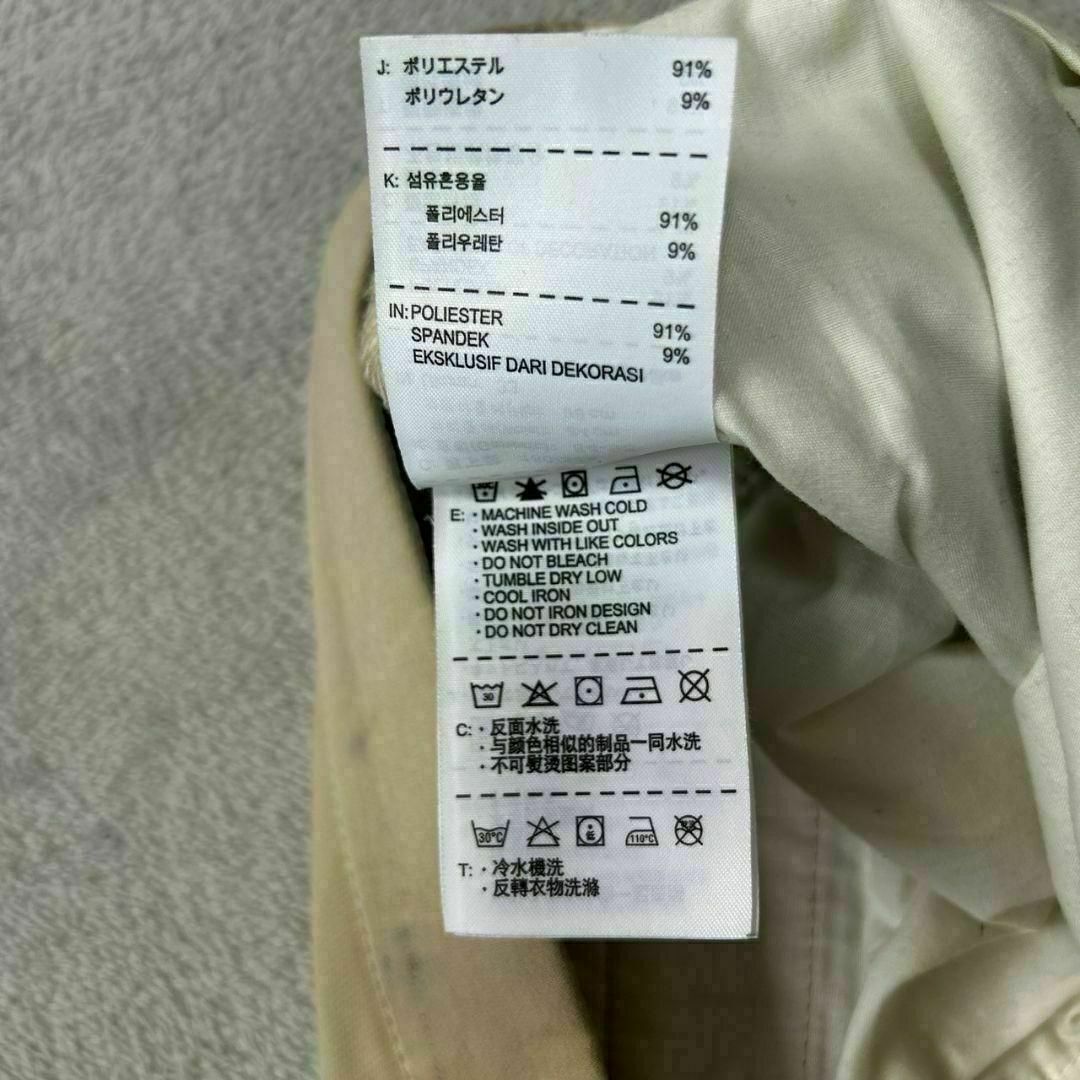 J: ポリエステル 91%
ポリウレタン 9%
K: 섬유혼용율
폴리에스터 91%
폴리우레탄 9%
IN: POLIESTER 91%
SPANDEK 9%
EKSKLUSIF DARI DEKORASI
E: · MACHINE WASH COLD
· WASH INSIDE OUT
· WASH WITH LIKE COLORS
· DO NOT BLEACH
· TUMBLE DRY LOW
· COOL IRON
· DO NOT IRON DESIGN
· DO NOT DRY CLEAN
30
C: · 反面水洗
· 与颜色相似的制品一同水洗
· 不可熨烫图案部分
30°C 低 110°C
T: · 冷水機洗
· 反轉衣物洗滌